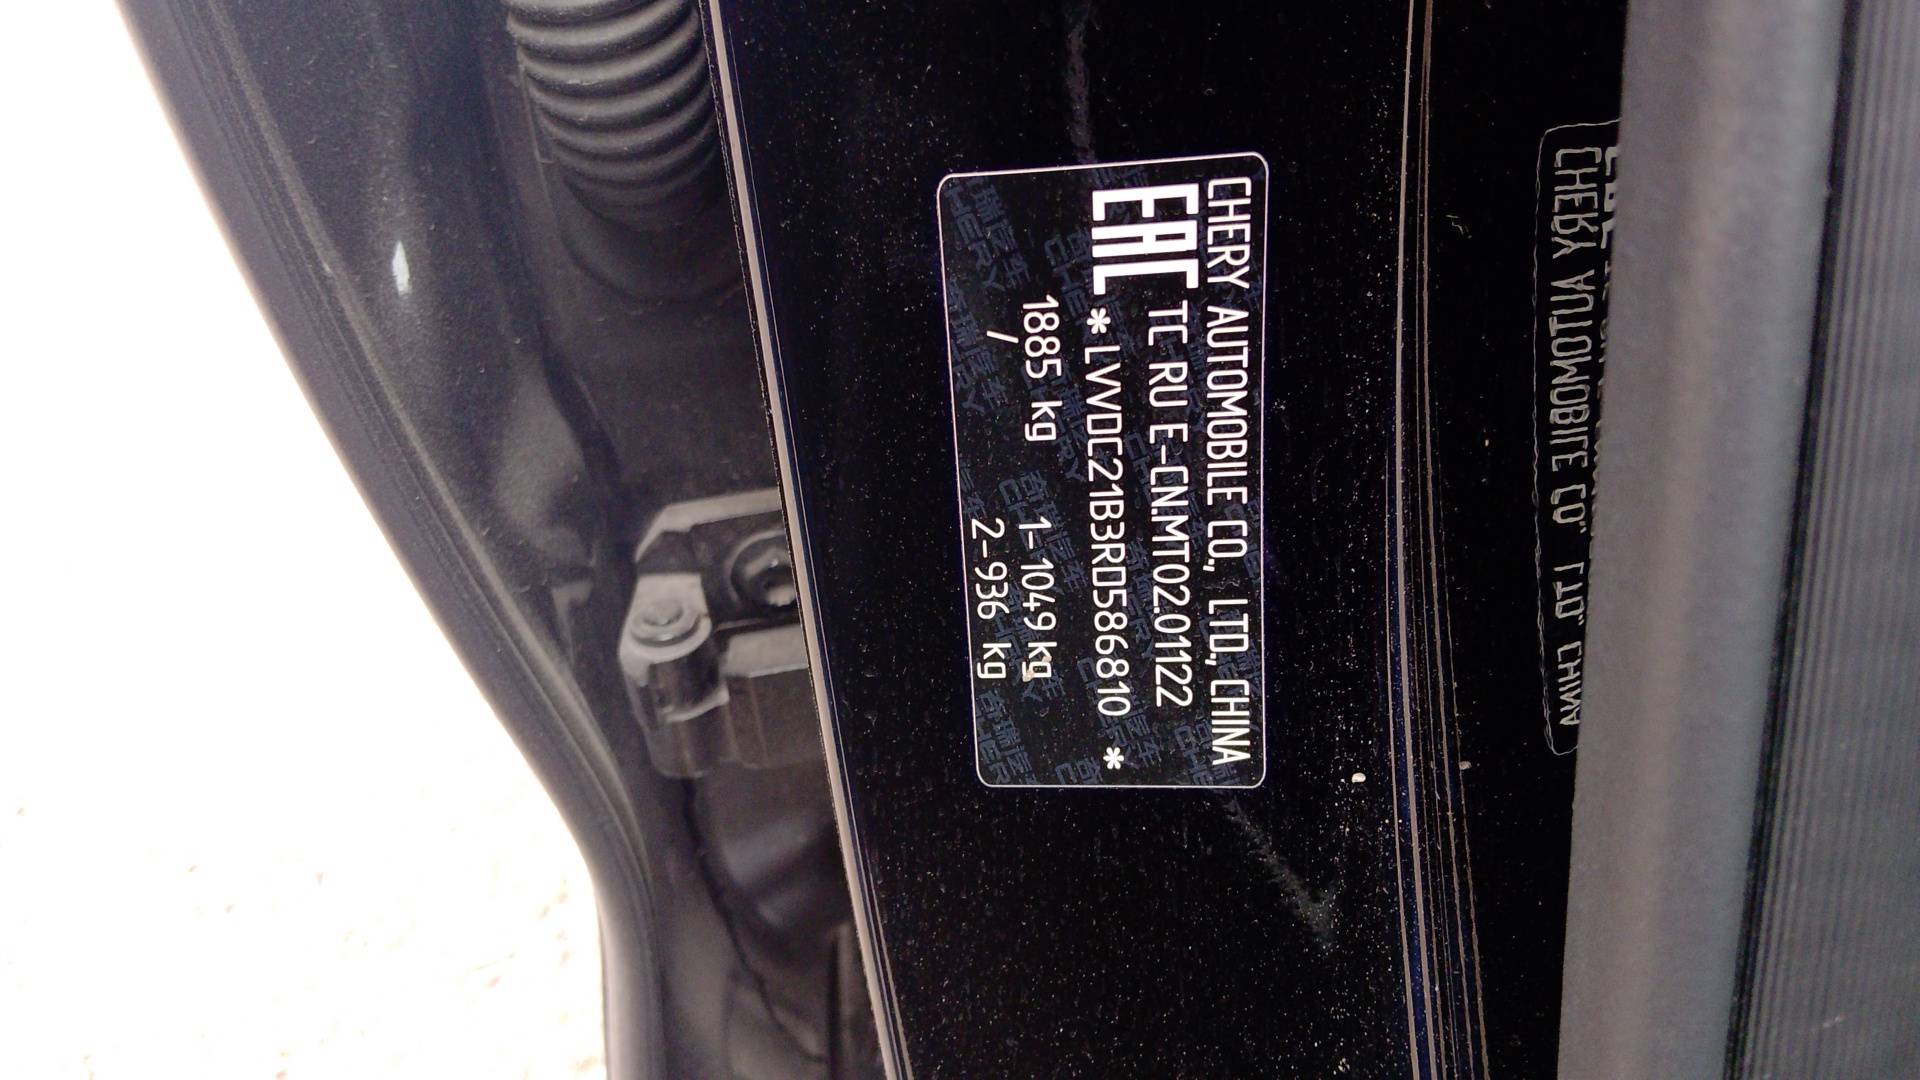 CHERY AUTOMOBILE CO., LTD., CHINA
EAC TC RU E-CN.MT02.01122
*LVVDC21B3RD586810*
1885 kg 1-1049 kg
/ 2-936 kg